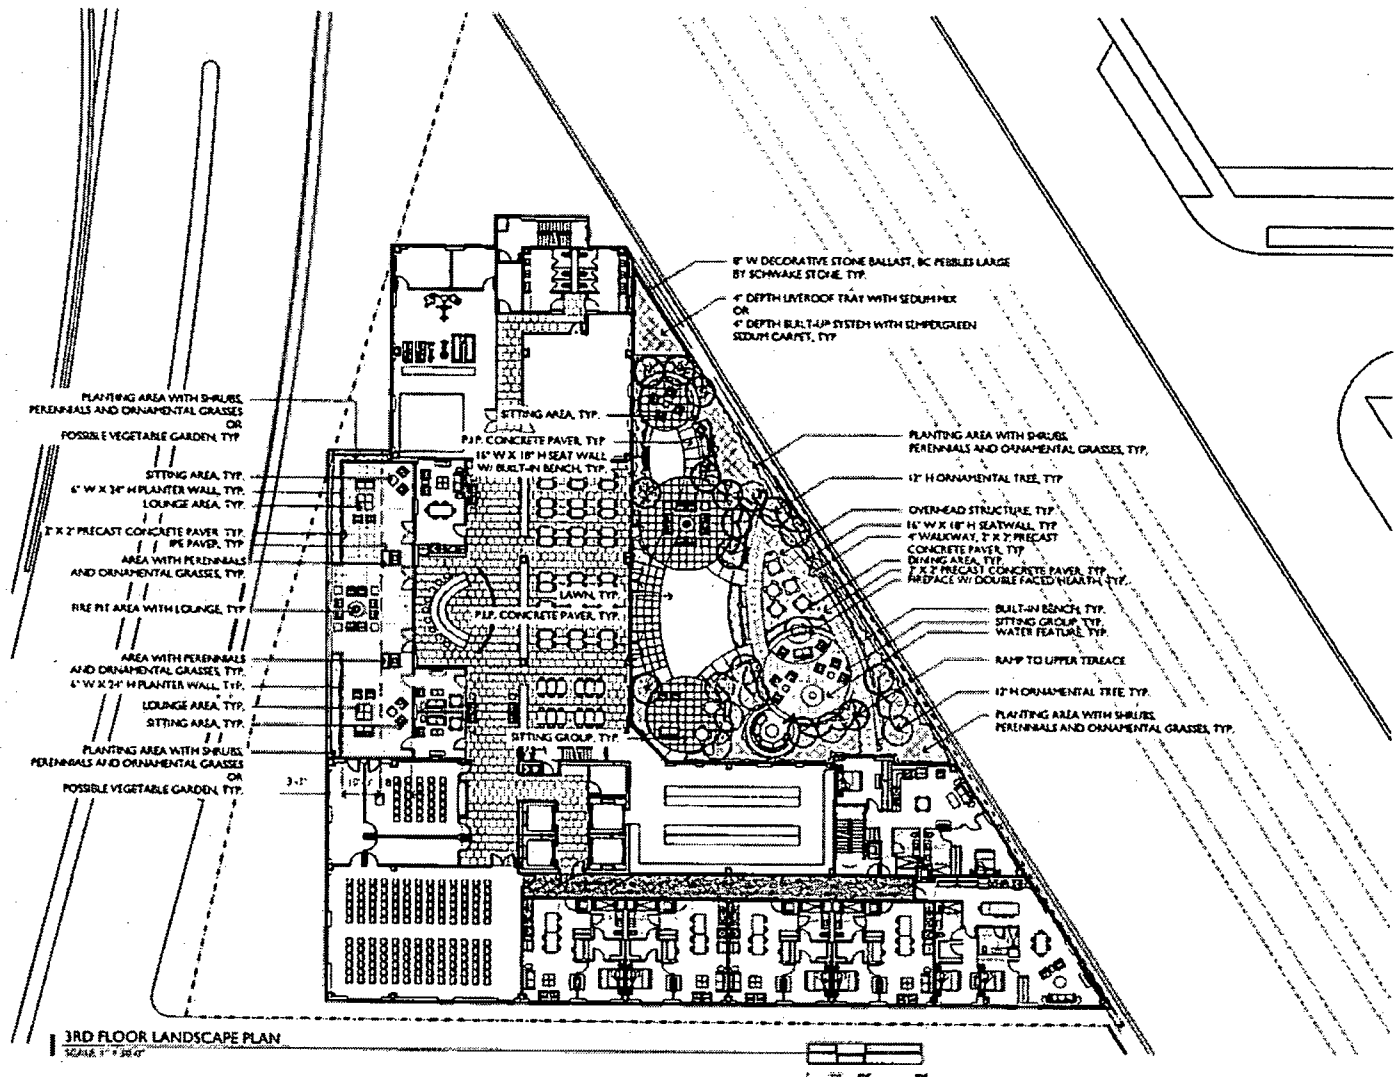 8" W DECORATIVE STONE BALLAST, BC PEBBLES LARGE
BY SCHWAKE STONE, TYP.
4" DEPTH LIVEROOF TRAY WITH SEDUM MIX
OR
4" DEPTH BUILT-UP SYSTEM WITH SEMPERGREEN
SEDUM CARPET, TYP
PLANTING AREA WITH SHRUBS,
PERENNIALS AND ORNAMENTAL GRASSES
OR
POSSIBLE VEGETABLE GARDEN, TYP
SITTING AREA, TYP.
6" W X 24" H PLANTER WALL, TYP.
LOUNGE AREA, TYP.
2' X 2' PRECAST CONCRETE PAVER, TYP.
IPE PAVER, TYP
AREA WITH PERENNIALS
AND ORNAMENTAL GRASSES, TYP.
FIRE PIT AREA WITH LOUNGE, TYP
AREA WITH PERENNIALS
AND ORNAMENTAL GRASSES, TYP.
6" W X 24" H PLANTER WALL, TYP.
LOUNGE AREA, TYP.
SITTING AREA, TYP.
PLANTING AREA WITH SHRUBS,
PERENNIALS AND ORNAMENTAL GRASSES
OR
POSSIBLE VEGETABLE GARDEN, TYP.
SITTING AREA, TYP.
P.I.P. CONCRETE PAVER, TYP
16" W X 18" H SEAT WALL
W/ BUILT-IN BENCH, TYP.
LAWN, TYP.
P.I.P. CONCRETE PAVER, TYP.
SITTING GROUP, TYP.
PLANTING AREA WITH SHRUBS,
PERENNIALS AND ORNAMENTAL GRASSES, TYP.
12' H ORNAMENTAL TREE, TYP
OVERHEAD STRUCTURE, TYP.
16" W X 18" H SEATWALL, TYP
4' WALKWAY, 2' X 2' PRECAST
CONCRETE PAVER, TYP
DINING AREA, TYP.
2' X 2' PRECAST CONCRETE PAVER, TYP.
FIREPLACE W/ DOUBLE FACED HEARTH, TYP.
BUILT-IN BENCH, TYP.
SITTING GROUP, TYP.
WATER FEATURE, TYP.
RAMP TO UPPER TERRACE
12' H ORNAMENTAL TREE, TYP.
PLANTING AREA WITH SHRUBS,
PERENNIALS AND ORNAMENTAL GRASSES, TYP.
3RD FLOOR LANDSCAPE PLAN